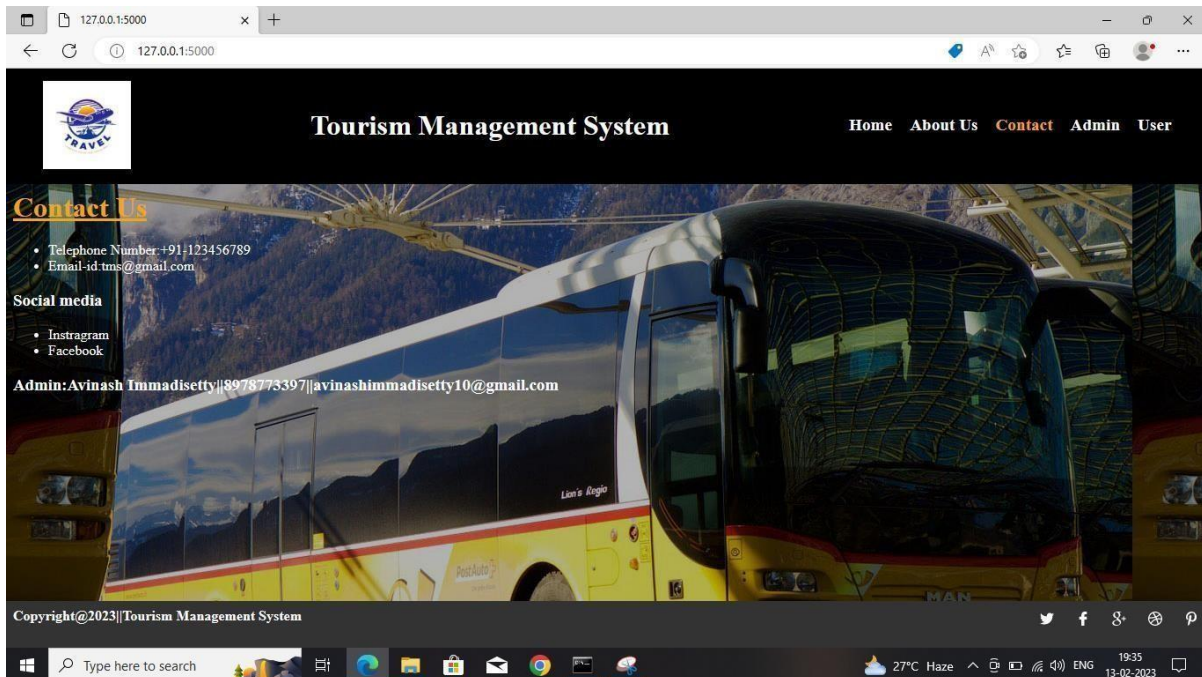 127.0.0.1:5000
127.0.0.1:5000
TRAVEL
Tourism Management System
Home About Us Contact Admin User
Contact Us
Telephone Number:+91-123456789
Email-id:tms@gmail.com
Social media
Instragram
Facebook
Admin:Avinash Immadisetty||8978773397||avinashimmadisetty10@gmail.com
Lion's Regio
PostAuto
MAN
Copyright@2023||Tourism Management System
Type here to search
27°C Haze
ENG
19:35
13-02-2023